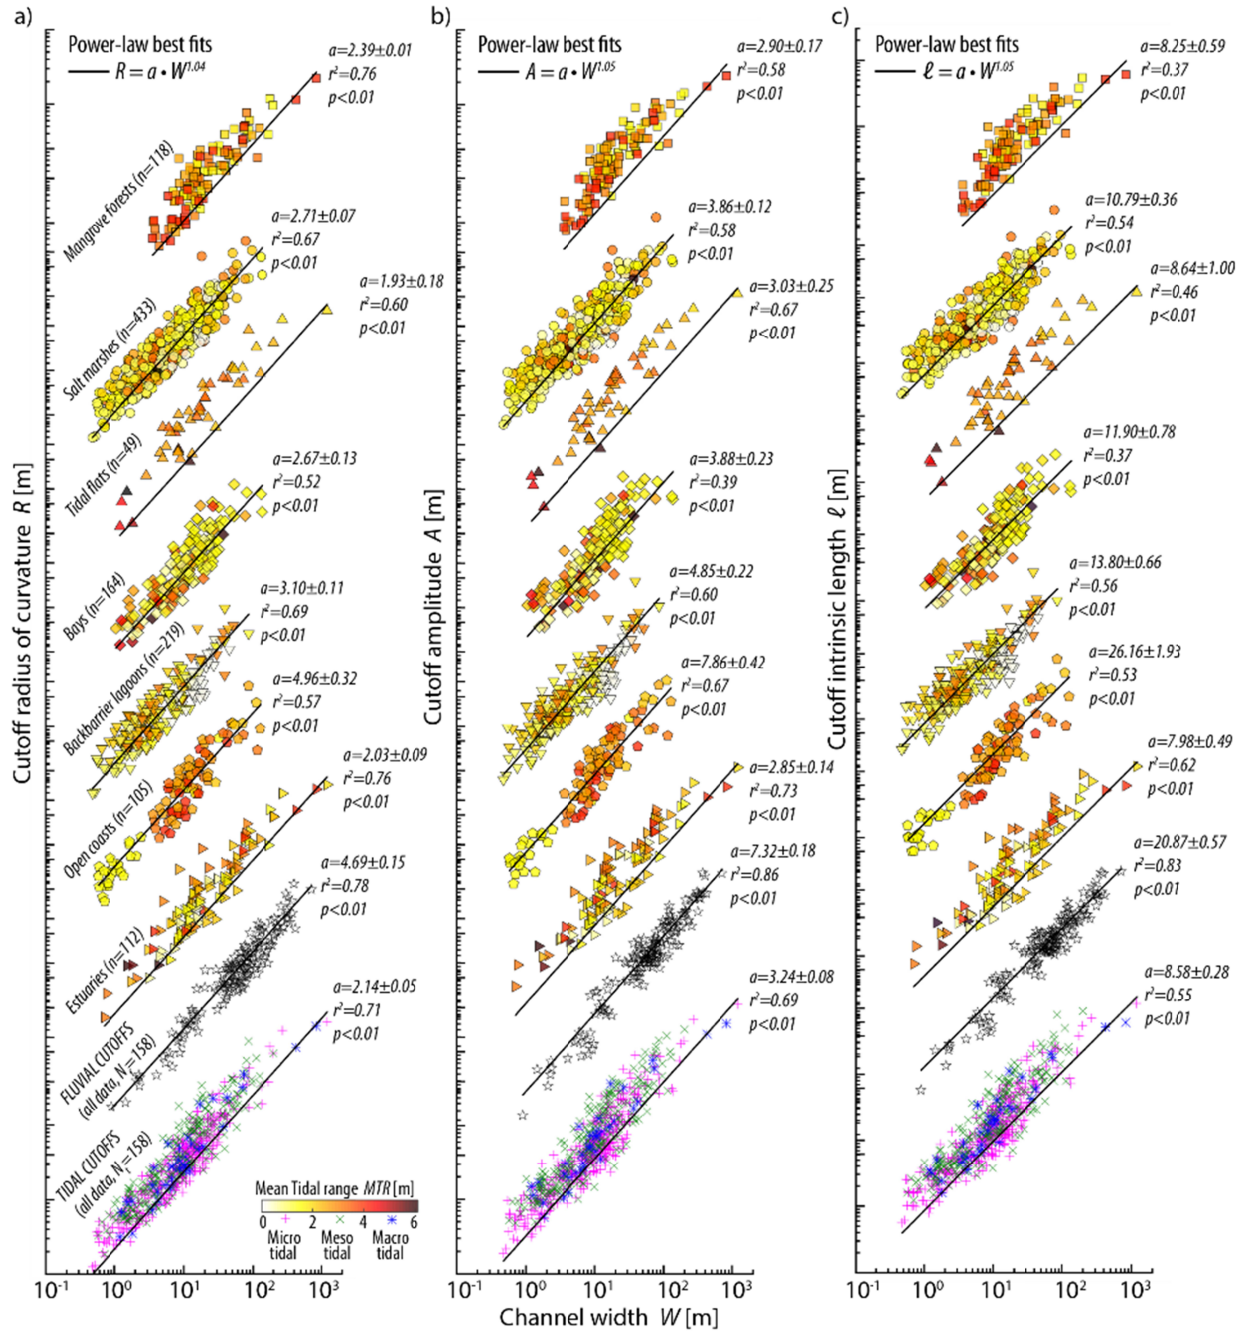 a)
Power-law best fits
R = a • W^1.04
a=2.39±0.01
r²=0.76
p<0.01
Mangrove forests (n=118)
a=2.71±0.07
r²=0.67
p<0.01
Salt marshes (n=433)
a=1.93±0.18
r²=0.60
p<0.01
Tidal flats (n=49)
a=2.67±0.13
r²=0.52
p<0.01
Bays (n=164)
a=3.10±0.11
r²=0.69
p<0.01
Backbarrier lagoons (n=219)
a=4.96±0.32
r²=0.57
p<0.01
Open coasts (n=105)
a=2.03±0.09
r²=0.76
p<0.01
Estuaries (n=112)
a=4.69±0.15
r²=0.78
p<0.01
FLUVIAL CUTOFFS
(all data, N=158)
a=2.14±0.05
r²=0.71
p<0.01
TIDAL CUTOFFS
(all data, N=158)
Mean Tidal range MTR [m]
0 2 4 6
Micro tidal
Meso tidal
Macro tidal
Cutoff radius of curvature R [m]
10^-1 10^0 10^1 10^2 10^3
b)
Power-law best fits
A = a • W^1.05
a=2.90±0.17
r²=0.58
p<0.01
a=3.86±0.12
r²=0.58
p<0.01
a=3.03±0.25
r²=0.67
p<0.01
a=3.88±0.23
r²=0.39
p<0.01
a=4.85±0.22
r²=0.60
p<0.01
a=7.86±0.42
r²=0.67
p<0.01
a=2.85±0.14
r²=0.73
p<0.01
a=7.32±0.18
r²=0.86
p<0.01
a=3.24±0.08
r²=0.69
p<0.01
Cutoff amplitude A [m]
10^-1 10^0 10^1 10^2 10^3
Channel width W [m]
c)
Power-law best fits
ℓ = a • W^1.05
a=8.25±0.59
r²=0.37
p<0.01
a=10.79±0.36
r²=0.54
p<0.01
a=8.64±1.00
r²=0.46
p<0.01
a=11.90±0.78
r²=0.37
p<0.01
a=13.80±0.66
r²=0.56
p<0.01
a=26.16±1.93
r²=0.53
p<0.01
a=7.98±0.49
r²=0.62
p<0.01
a=20.87±0.57
r²=0.83
p<0.01
a=8.58±0.28
r²=0.55
p<0.01
Cutoff intrinsic length ℓ [m]
10^-1 10^0 10^1 10^2 10^3